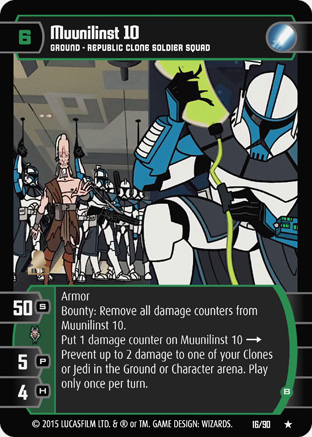 6
Muunilinst 10
GROUND - REPUBLIC CLONE SOLDIER SQUAD
50 S
5 P
4 H
Armor
Bounty: Remove all damage counters from
Muunilinst 10.
Put 1 damage counter on Muunilinst 10 →
Prevent up to 2 damage to one of your Clones
or Jedi in the Ground or Character arena. Play
only once per turn.
B
© 2015 LUCASFILM LTD. & ® or TM. GAME DESIGN: WIZARDS. 16/90 ★